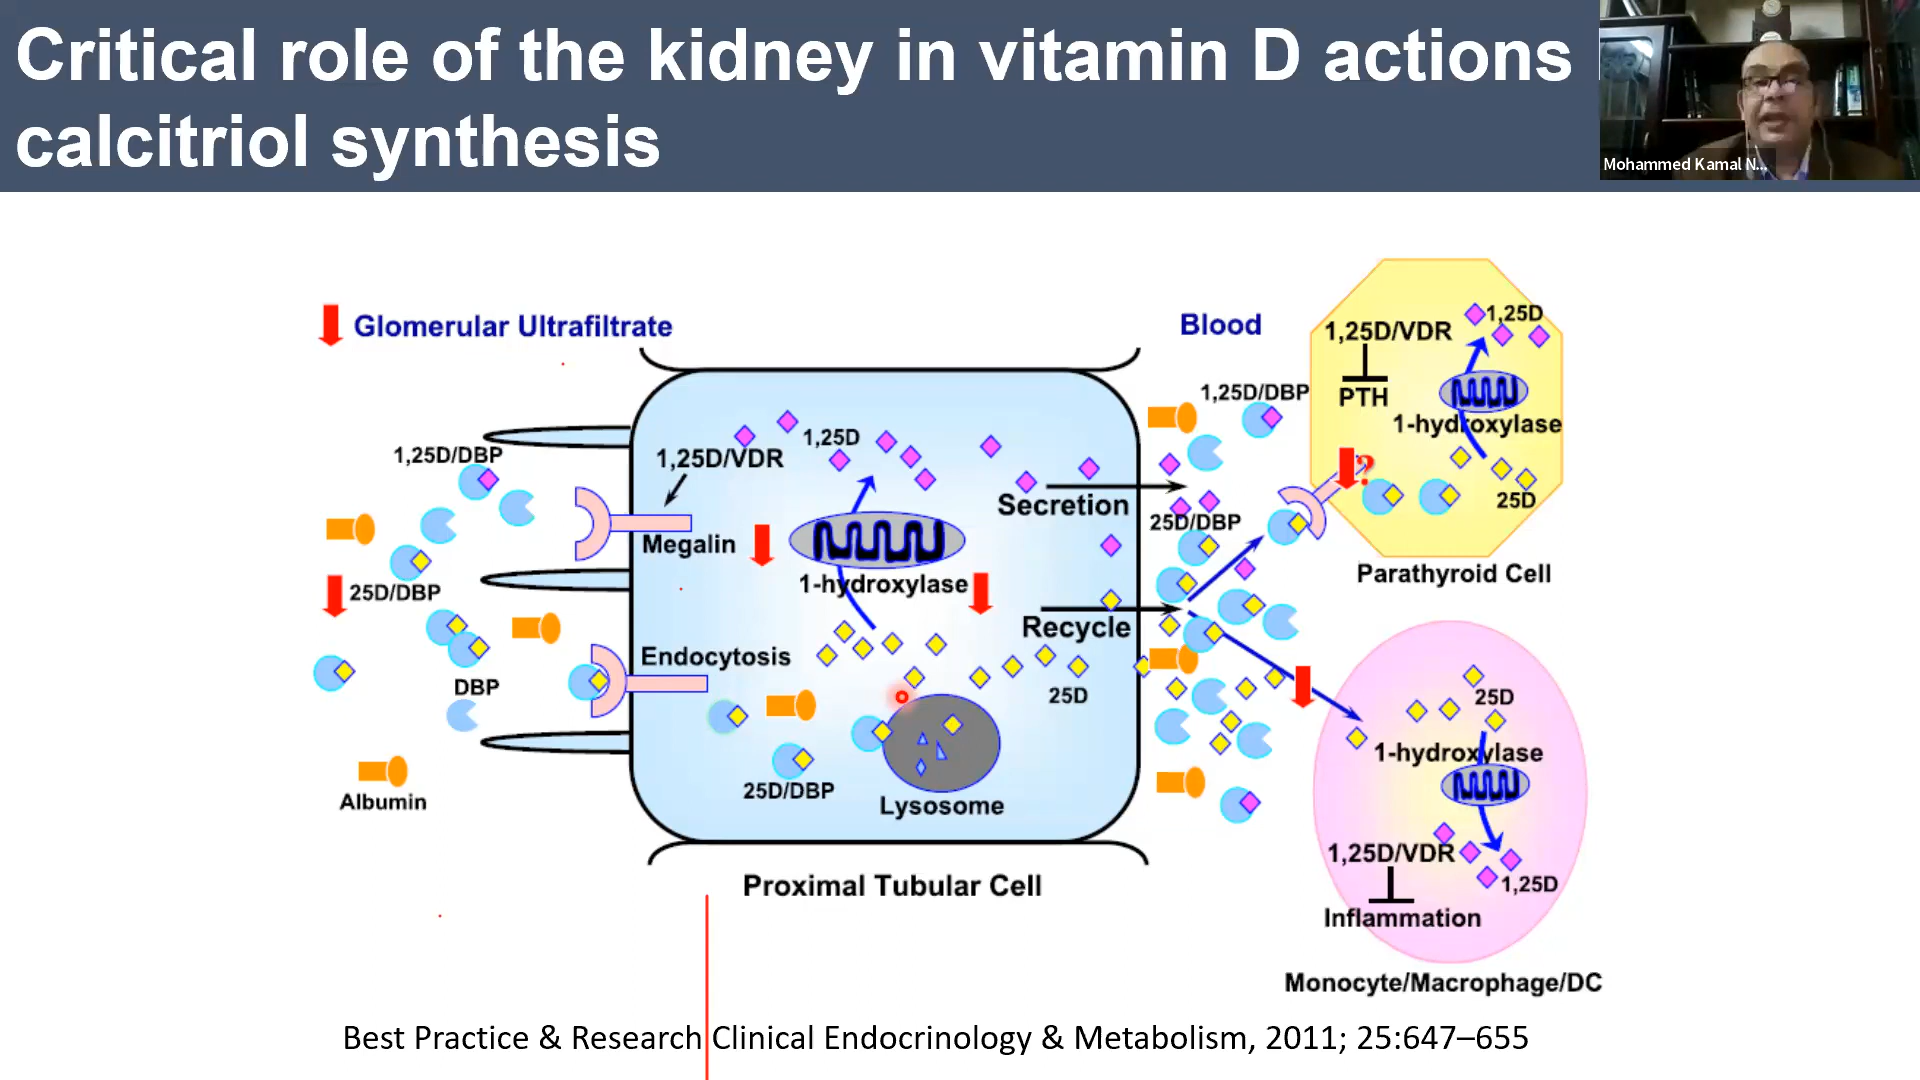 Critical role of the kidney in vitamin D actions
calcitriol synthesis
Mohammed Kamal N...
Glomerular Ultrafiltrate
Blood
1,25D/DBP
25D/DBP
DBP
Albumin
1,25D/VDR
1,25D
Megalin
1-hydroxylase
Endocytosis
25D/DBP
Lysosome
Secretion
Recycle
25D
Proximal Tubular Cell
1,25D/DBP
25D/DBP
1,25D/VDR
PTH
1,25D
1-hydroxylase
?
25D
Parathyroid Cell
25D
1-hydroxylase
1,25D/VDR
1,25D
Inflammation
Monocyte/Macrophage/DC
Best Practice & Research Clinical Endocrinology & Metabolism, 2011; 25:647–655